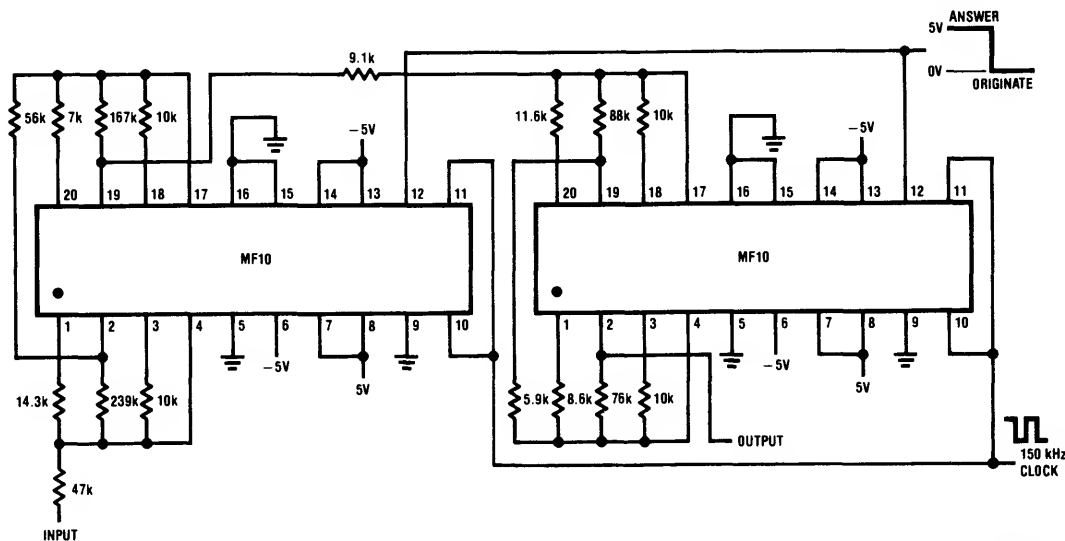 ANSWER
5V
0V
ORIGINATE
9.1k
56k
7k
167k
10k
11.6k
88k
10k
−5V
−5V
20 19 18 17 16 15 14 13 12 11
20 19 18 17 16 15 14 13 12 11
MF10
MF10
1 2 3 4 5 6 7 8 9 10
1 2 3 4 5 6 7 8 9 10
−5V
5V
−5V
5V
14.3k
239k
10k
5.9k
8.6k
76k
10k
OUTPUT
150 kHz
CLOCK
47k
INPUT